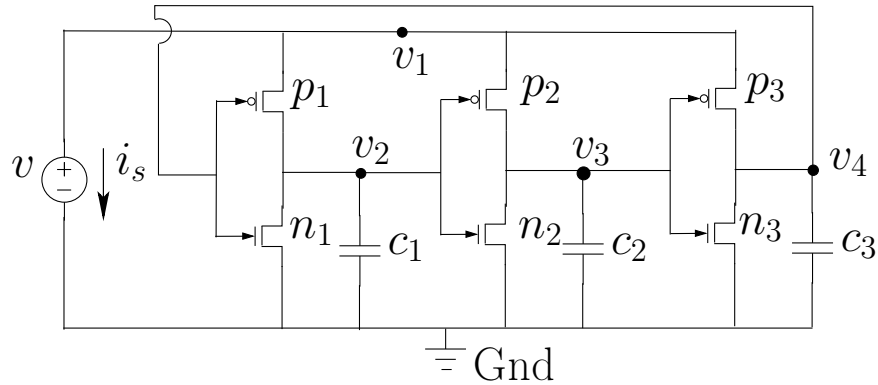 v₁
p₁ p₂ p₃
v + − iₛ v₂ v₃ v₄
n₁ c₁ n₂ c₂ n₃ c₃
Gnd